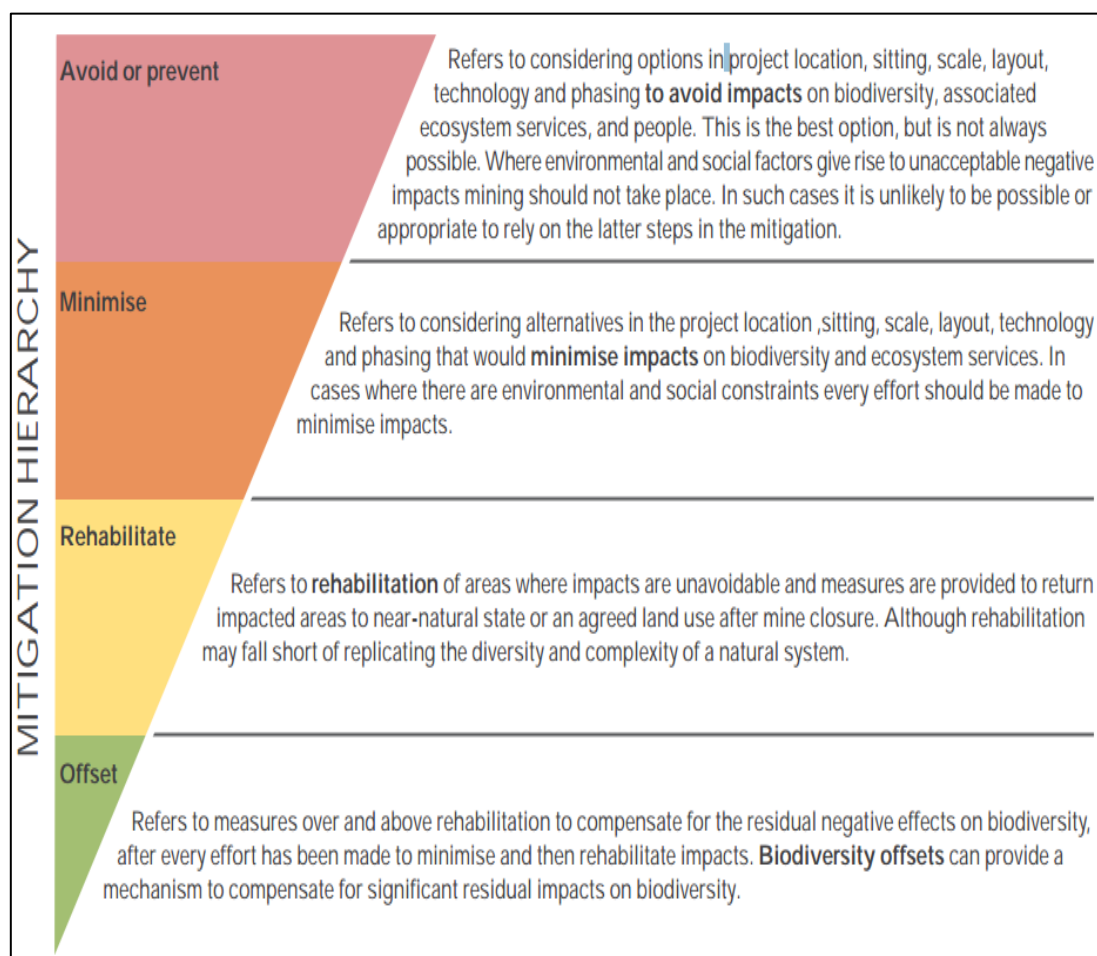 MITIGATION HIERARCHY
Avoid or prevent
Refers to considering options in project location, sitting, scale, layout,
technology and phasing to avoid impacts on biodiversity, associated
ecosystem services, and people. This is the best option, but is not always
possible. Where environmental and social factors give rise to unacceptable negative
impacts mining should not take place. In such cases it is unlikely to be possible or
appropriate to rely on the latter steps in the mitigation.
Minimise
Refers to considering alternatives in the project location ,sitting, scale, layout, technology
and phasing that would minimise impacts on biodiversity and ecosystem services. In
cases where there are environmental and social constraints every effort should be made to
minimise impacts.
Rehabilitate
Refers to rehabilitation of areas where impacts are unavoidable and measures are provided to return
impacted areas to near-natural state or an agreed land use after mine closure. Although rehabilitation
may fall short of replicating the diversity and complexity of a natural system.
Offset
Refers to measures over and above rehabilitation to compensate for the residual negative effects on biodiversity,
after every effort has been made to minimise and then rehabilitate impacts. Biodiversity offsets can provide a
mechanism to compensate for significant residual impacts on biodiversity.